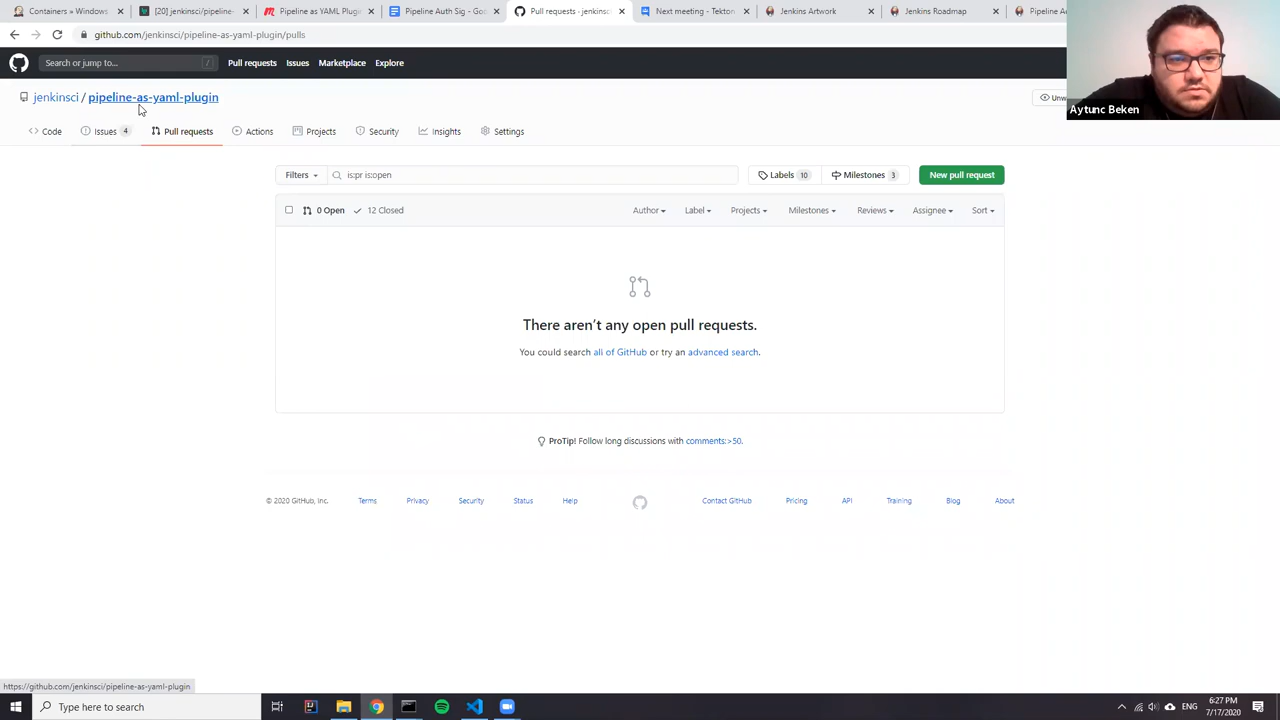 Containers » Windows
[20] jenkinsci/pipeline-
Pipeline as YAML Plugin
Pipeline Auth Sig - Goo
Pull requests · jenkinsci
Next meeting - Tekton
Jenkins Artwork
Jenkins Roadmap
Pipeline Au
github.com/jenkinsci/pipeline-as-yaml-plugin/pulls
Search or jump to...
/
Pull requests
Issues
Marketplace
Explore
jenkinsci / pipeline-as-yaml-plugin
Unw
Aytunc Beken
Code
Issues 4
Pull requests
Actions
Projects
Security
Insights
Settings
Filters
is:pr is:open
Labels 10
Milestones 3
New pull request
0 Open
12 Closed
Author
Label
Projects
Milestones
Reviews
Assignee
Sort
There aren’t any open pull requests.
You could search all of GitHub or try an advanced search.
ProTip! Follow long discussions with comments:>50.
© 2020 GitHub, Inc.
Terms
Privacy
Security
Status
Help
Contact GitHub
Pricing
API
Training
Blog
About
https://github.com/jenkinsci/pipeline-as-yaml-plugin
Type here to search
ENG
6:27 PM
7/17/2020